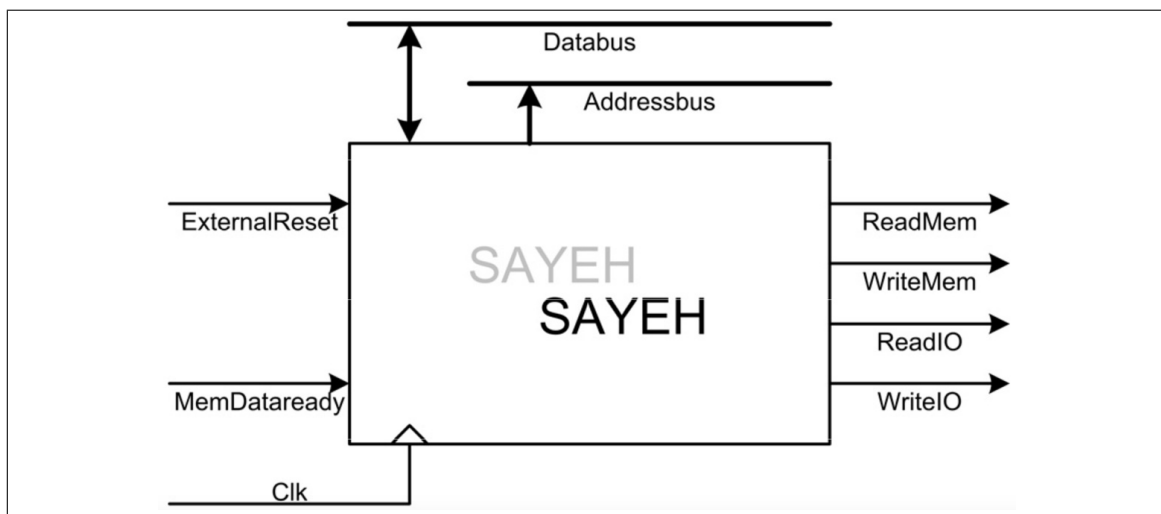 Databus
Addressbus
ExternalReset
ReadMem
SAYEH
WriteMem
SAYEH
ReadIO
MemDataready
WriteIO
Clk